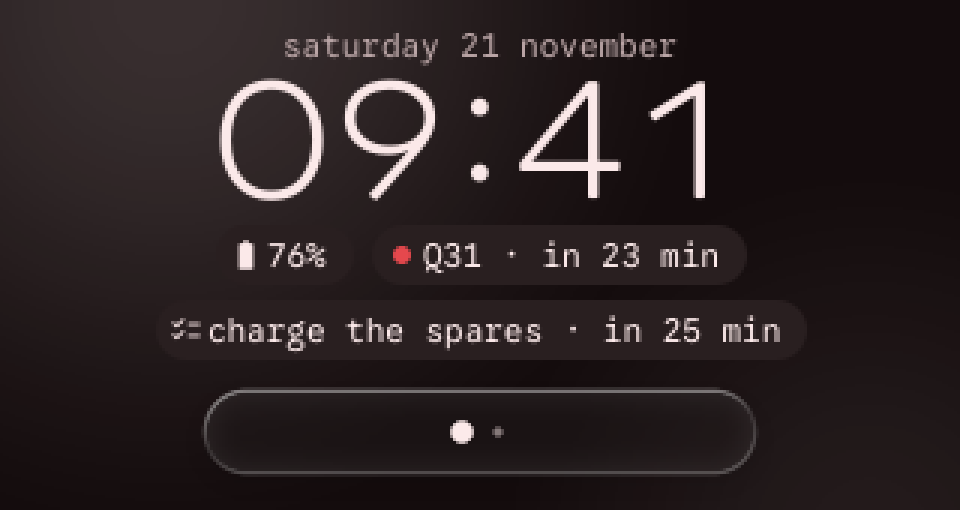 saturday 21 november
09:41
76% Q31 · in 23 min
charge the spares · in 25 min